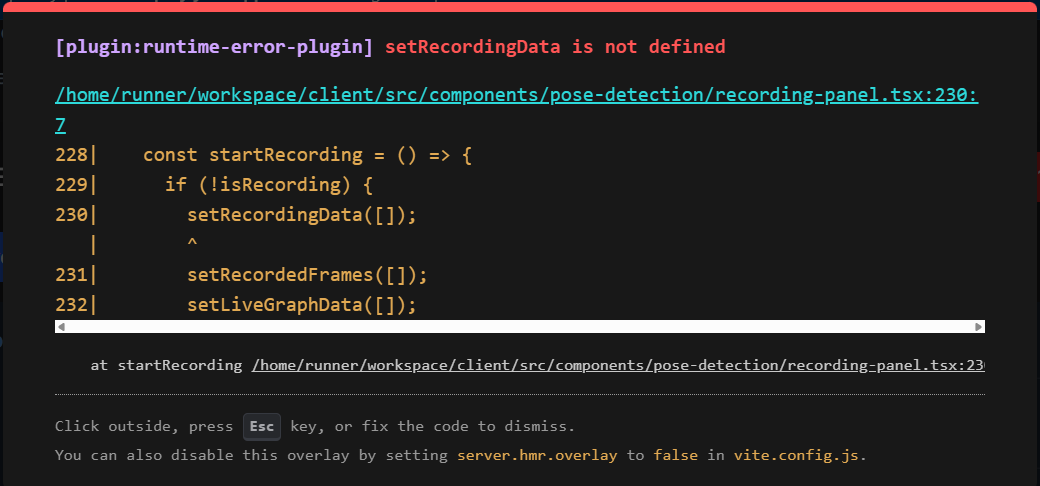 [plugin:runtime-error-plugin] setRecordingData is not defined
/home/runner/workspace/client/src/components/pose-detection/recording-panel.tsx:230:
7
228|    const startRecording = () => {
229|      if (!isRecording) {
230|        setRecordingData([]);
   |        ^
231|        setRecordedFrames([]);
232|        setLiveGraphData([]);
at startRecording /home/runner/workspace/client/src/components/pose-detection/recording-panel.tsx:230
Click outside, press Esc key, or fix the code to dismiss.
You can also disable this overlay by setting server.hmr.overlay to false in vite.config.js.